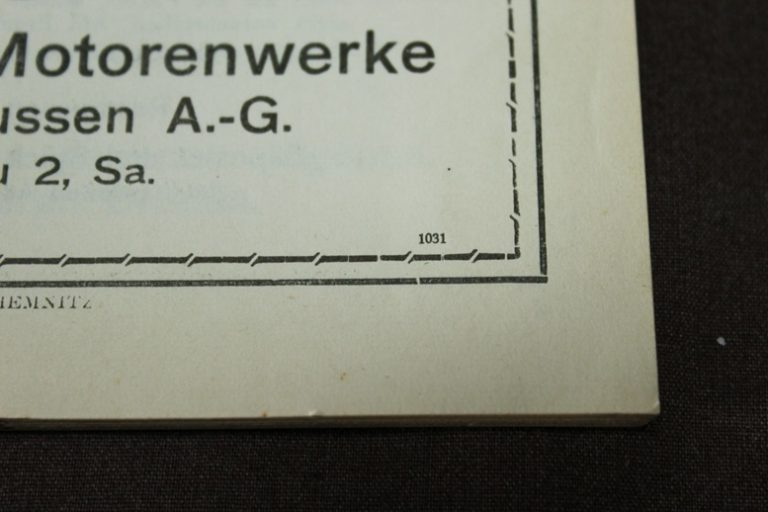 Motorenwerke
ussen A.-G.
u 2, Sa.
1031
HEMNITZ